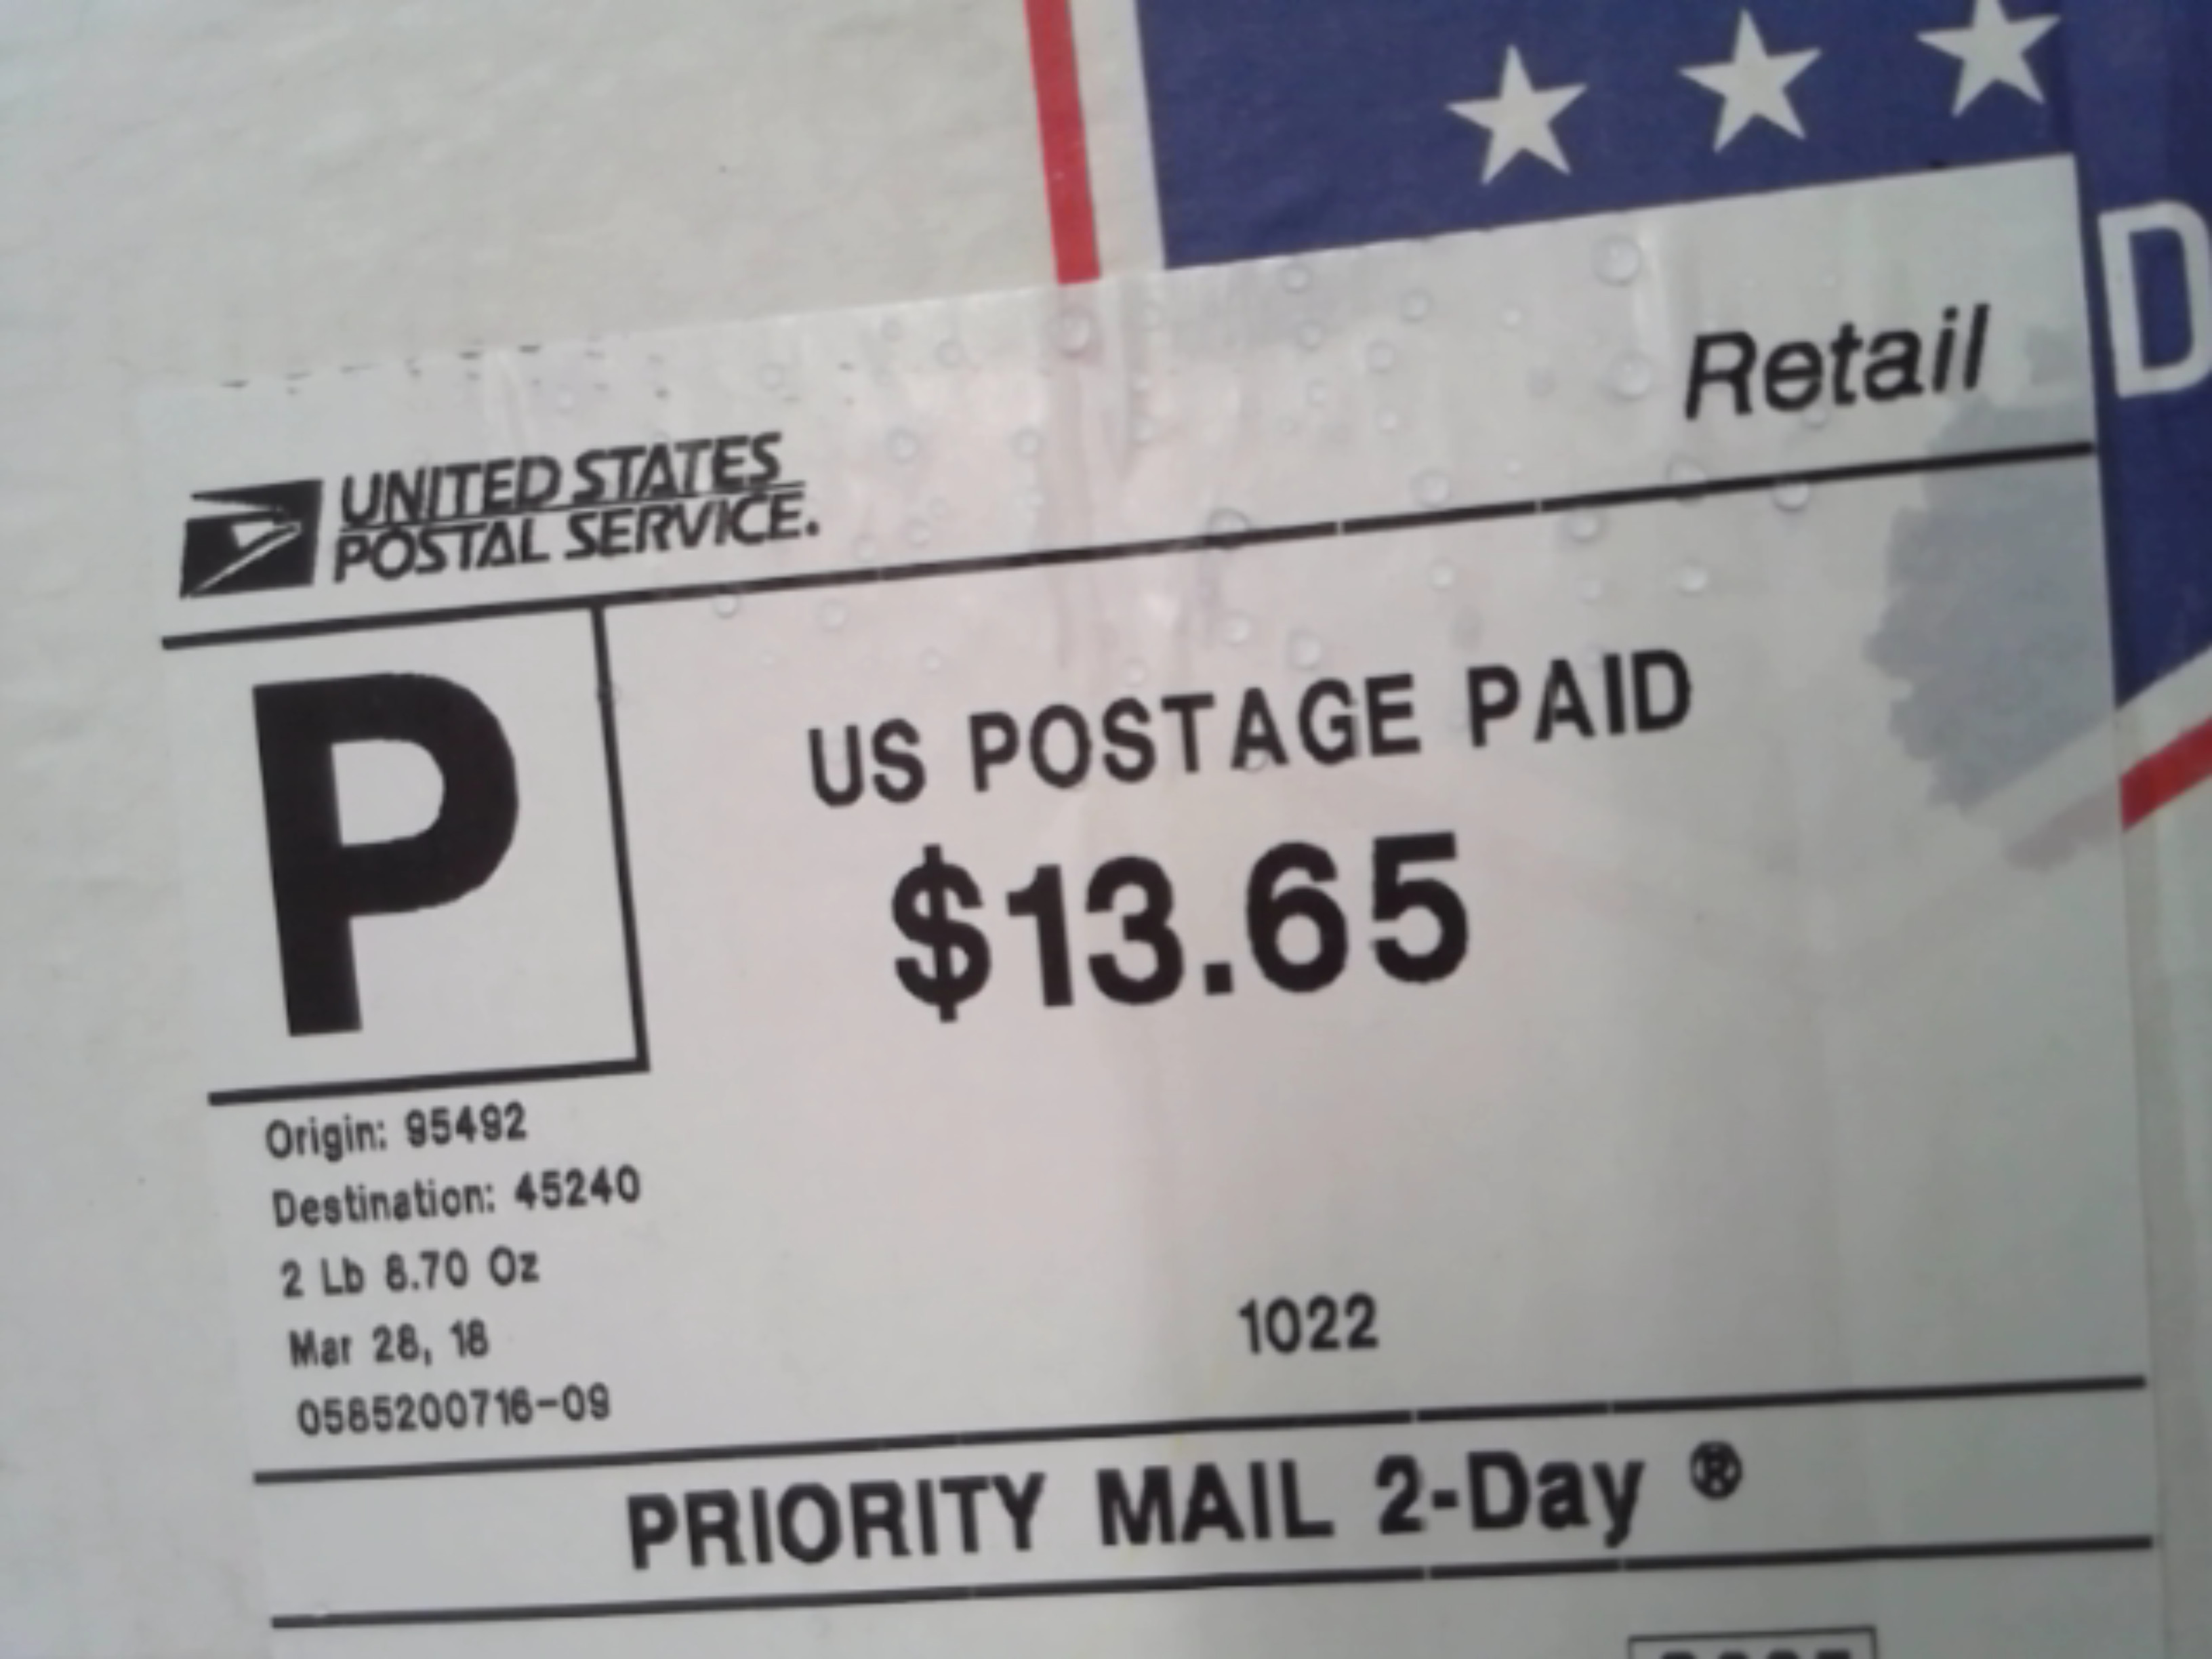 D
Retail
UNITED STATES
POSTAL SERVICE.
P
US POSTAGE PAID
$13.65
Origin: 95492
Destination: 45240
2 Lb 8.70 Oz
Mar 28, 18
0585200716-09
1022
PRIORITY MAIL 2-Day ®